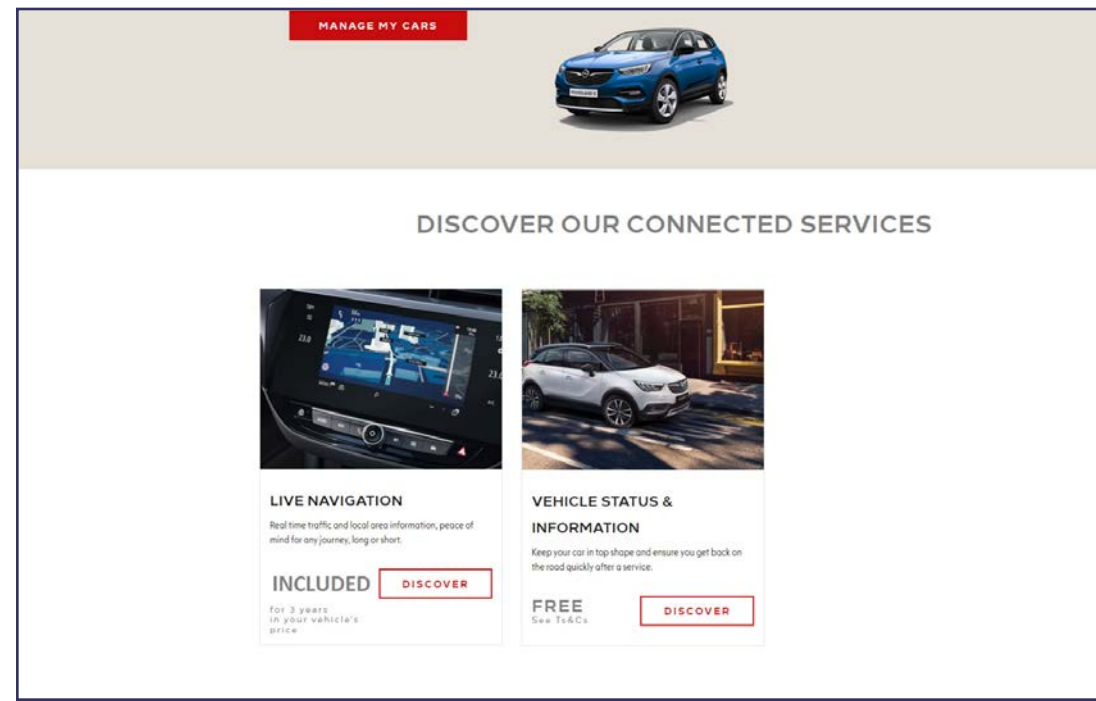 MANAGE MY CARS
DISCOVER OUR CONNECTED SERVICES
23.0
LIVE NAVIGATION
Real time traffic and local area information, peace of
mind for any journey, long or short.
INCLUDED
DISCOVER
for 3 years
in your vehicle's
price
VEHICLE STATUS &
INFORMATION
Keep your car in top shape and ensure you get back on
the road quickly after a service.
FREE
See Ts&Cs
DISCOVER